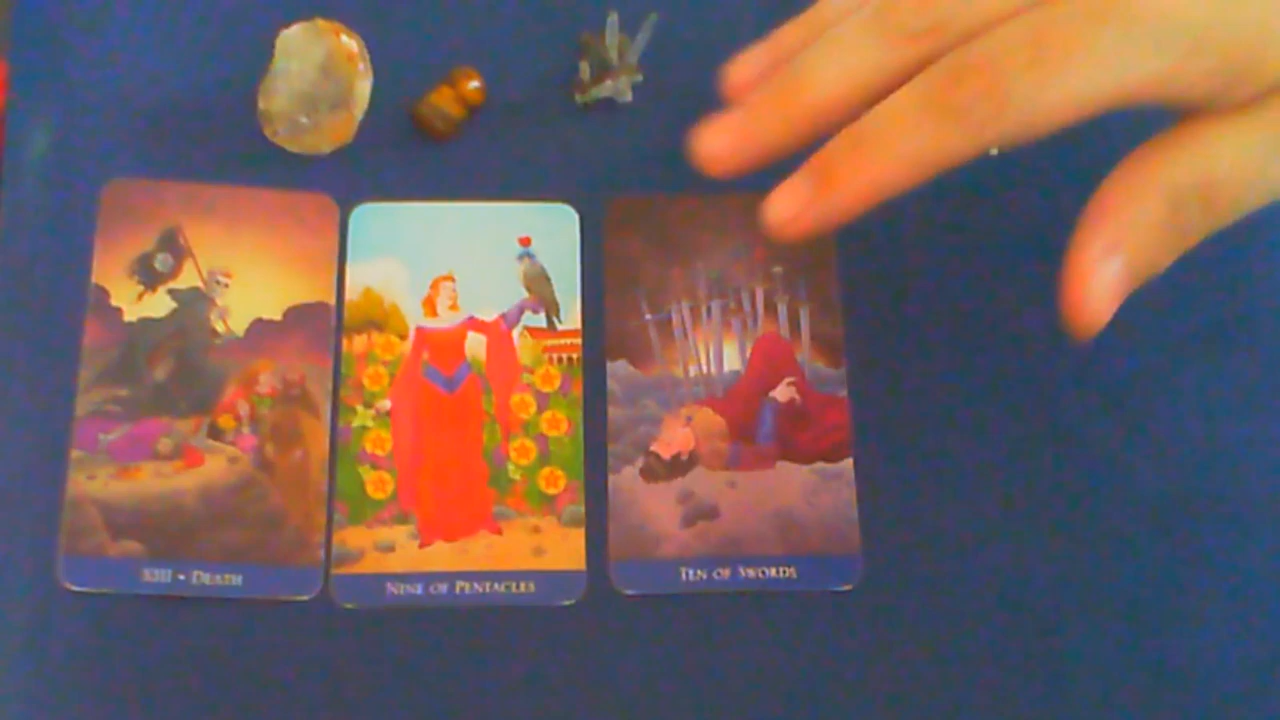 XIII - DEATH
NINE OF PENTACLES
TEN OF SWORDS